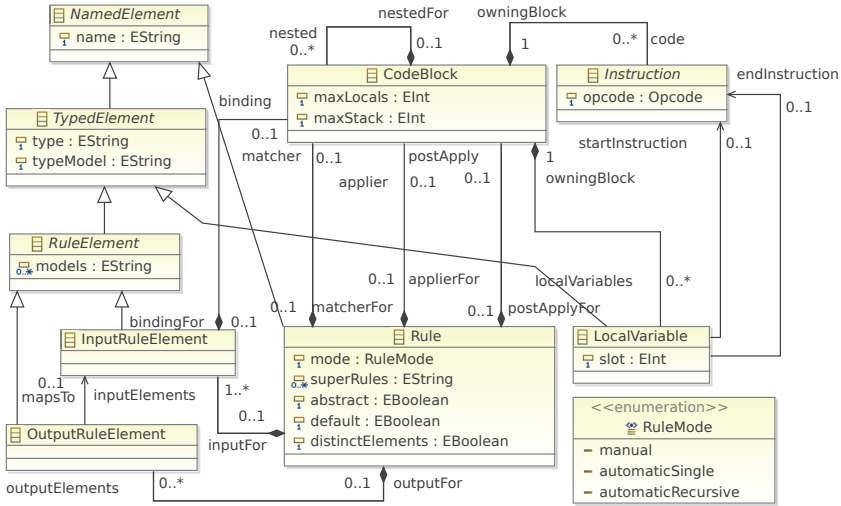 NamedElement
name : EString
nestedFor
nested
0..*
0..1
owningBlock
1
0..*
code
CodeBlock
maxLocals : EInt
maxStack : EInt
Instruction
opcode : Opcode
endInstruction
0..1
TypedElement
type : EString
typeModel : EString
binding
0..1
matcher
0..1
postApply
applier
0..1
0..1
1
owningBlock
startInstruction
0..1
RuleElement
0..*
models : EString
localVariables
0..*
0..1
applierFor
0..1
matcherFor
0..1
postApplyFor
bindingFor
0..1
InputRuleElement
Rule
mode : RuleMode
0..*
superRules : EString
abstract : EBoolean
default : EBoolean
distinctElements : EBoolean
LocalVariable
slot : EInt
0..1
mapsTo
inputElements
1..*
0..1
inputFor
OutputRuleElement
outputElements
0..*
0..1
outputFor
<<enumeration>>
RuleMode
manual
automaticSingle
automaticRecursive